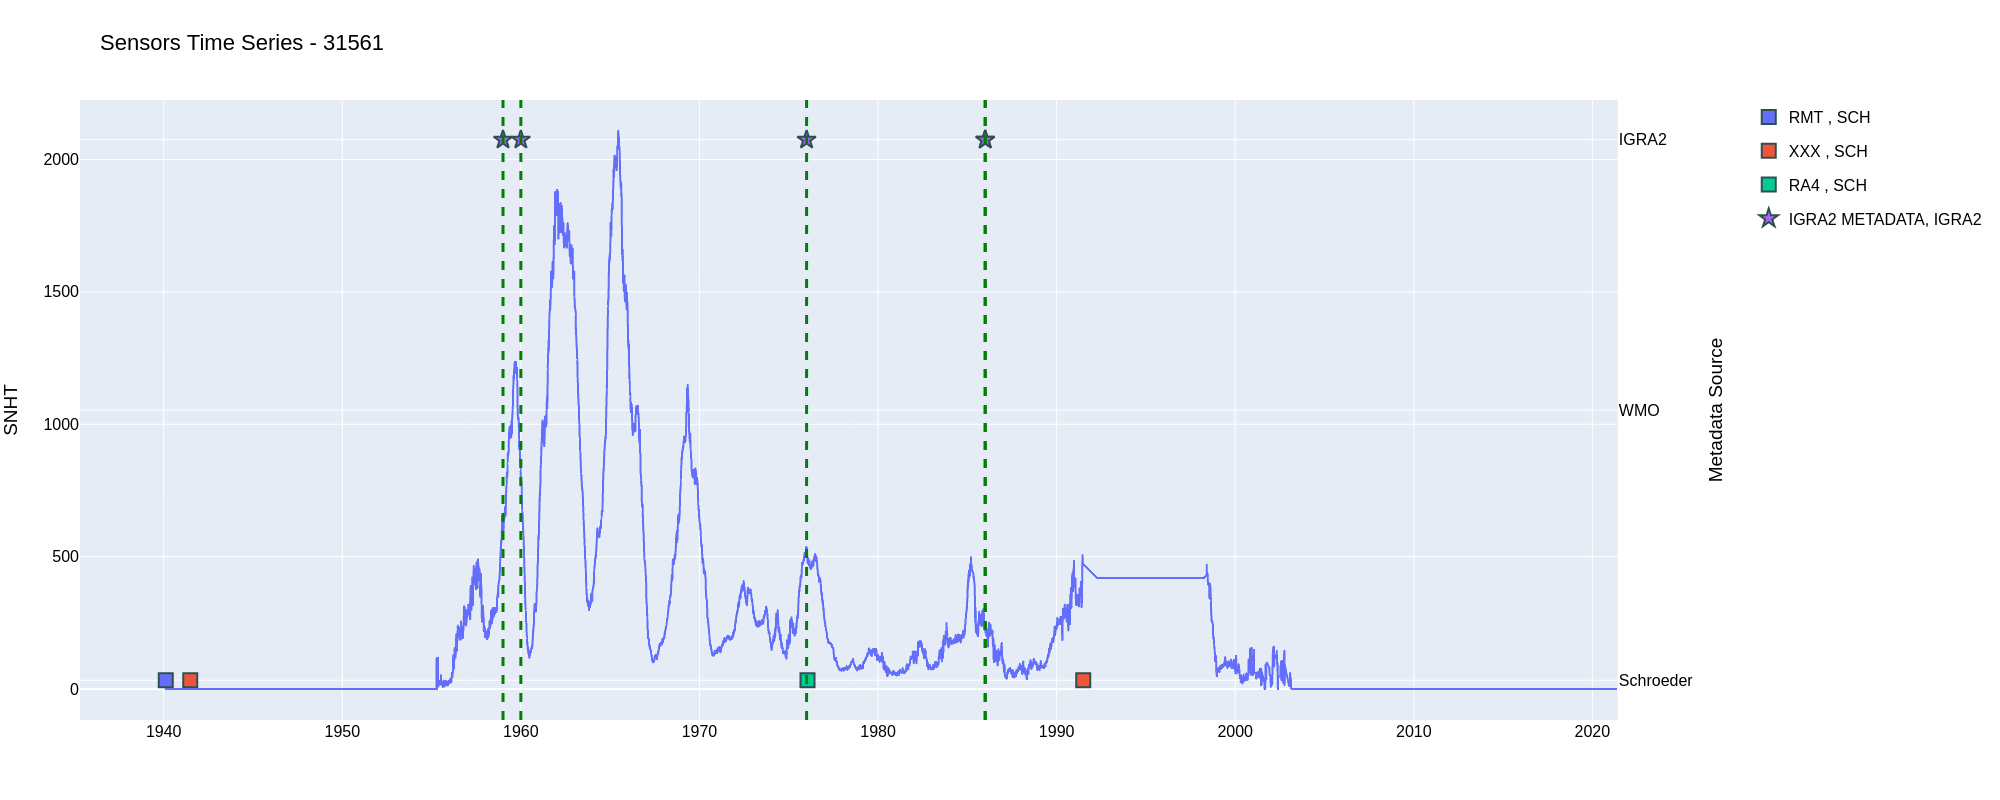 Sensors Time Series - 31561
RMT , SCH
XXX , SCH
RA4 , SCH
IGRA2 METADATA, IGRA2
SNHT
2000
1500
1000
500
0
IGRA2
WMO
Schroeder
Metadata Source
1940 1950 1960 1970 1980 1990 2000 2010 2020